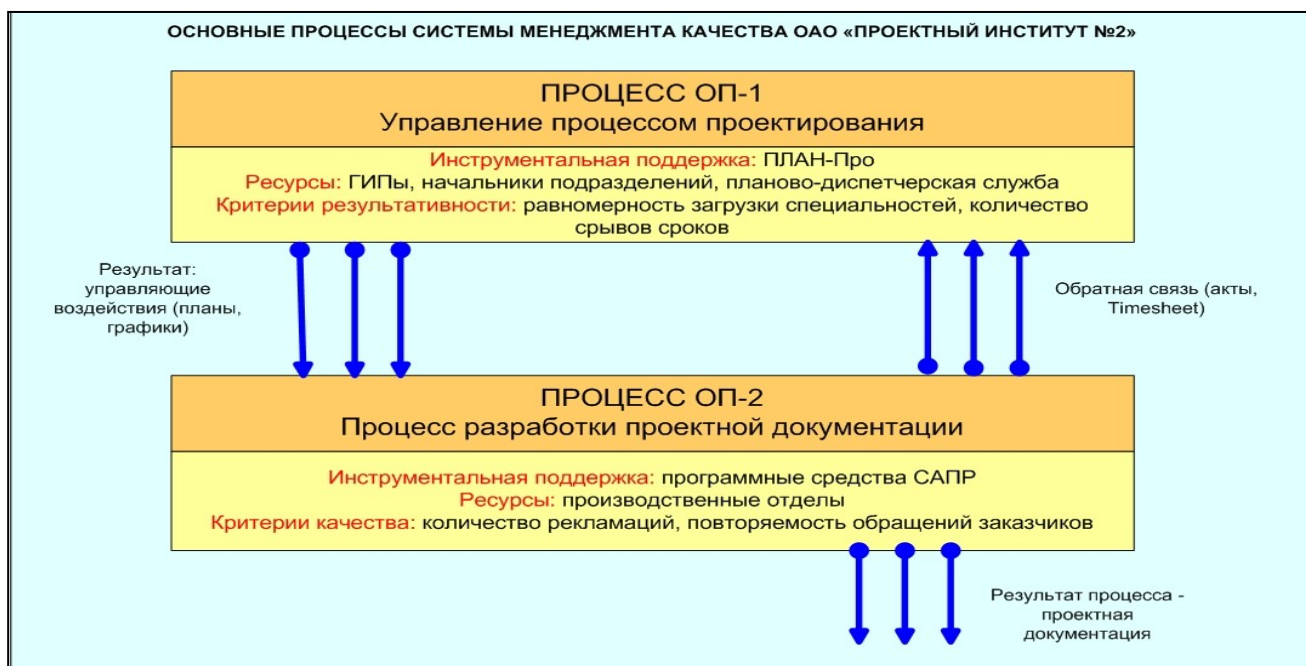 ОСНОВНЫЕ ПРОЦЕССЫ СИСТЕМЫ МЕНЕДЖМЕНТА КАЧЕСТВА ОАО «ПРОЕКТНЫЙ ИНСТИТУТ №2»
ПРОЦЕСС ОП-1
Управление процессом проектирования
Инструментальная поддержка: ПЛАН-Про
Ресурсы: ГИПы, начальники подразделений, планово-диспетчерская служба
Критерии результативности: равномерность загрузки специальностей, количество
срывов сроков
Результат:
управляющие
воздействия (планы,
графики)
Обратная связь (акты,
Timesheet)
ПРОЦЕСС ОП-2
Процесс разработки проектной документации
Инструментальная поддержка: программные средства САПР
Ресурсы: производственные отделы
Критерии качества: количество рекламаций, повторяемость обращений заказчиков
Результат процесса -
проектная
документация